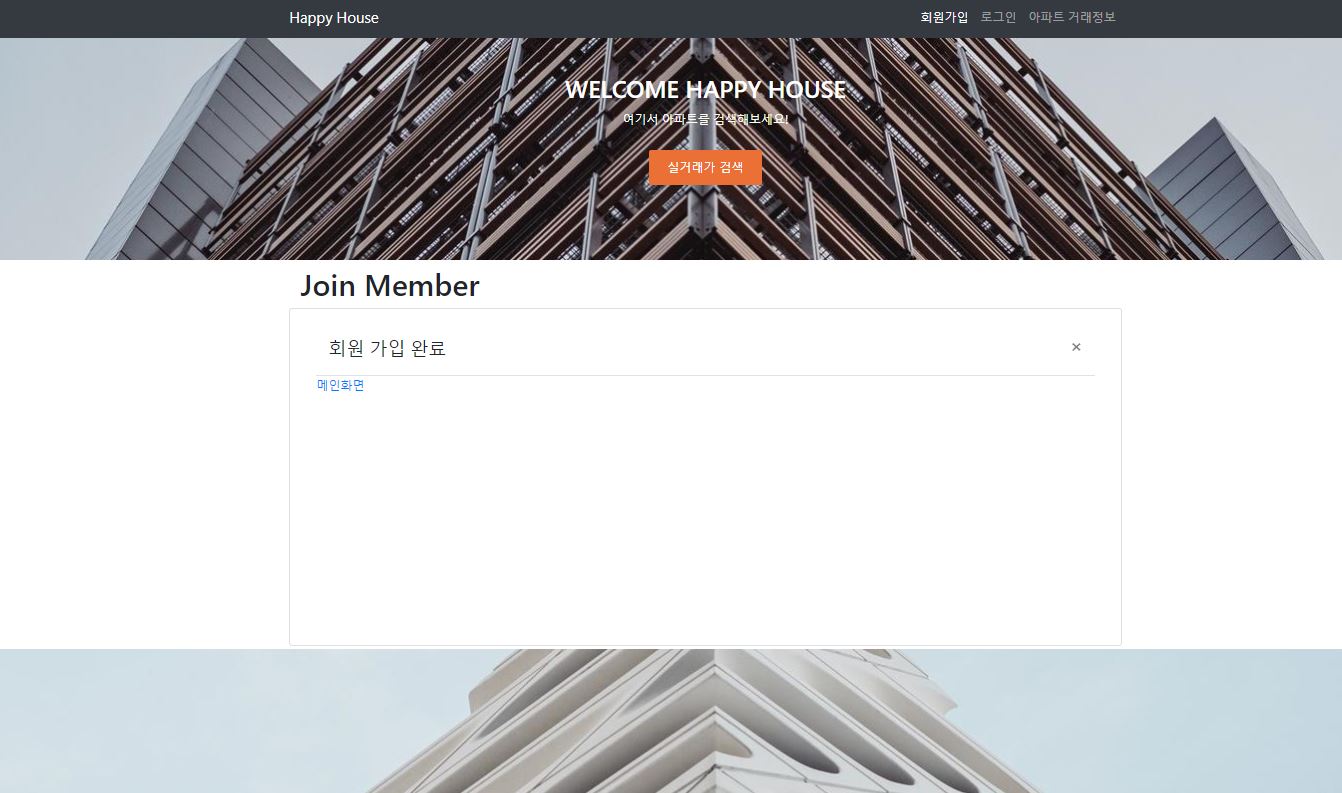 Happy House
회원가입 로그인 아파트 거래정보
WELCOME HAPPY HOUSE
여기서 아파트를 검색해보세요!
실거래가 검색
Join Member
회원 가입 완료 ×
메인화면